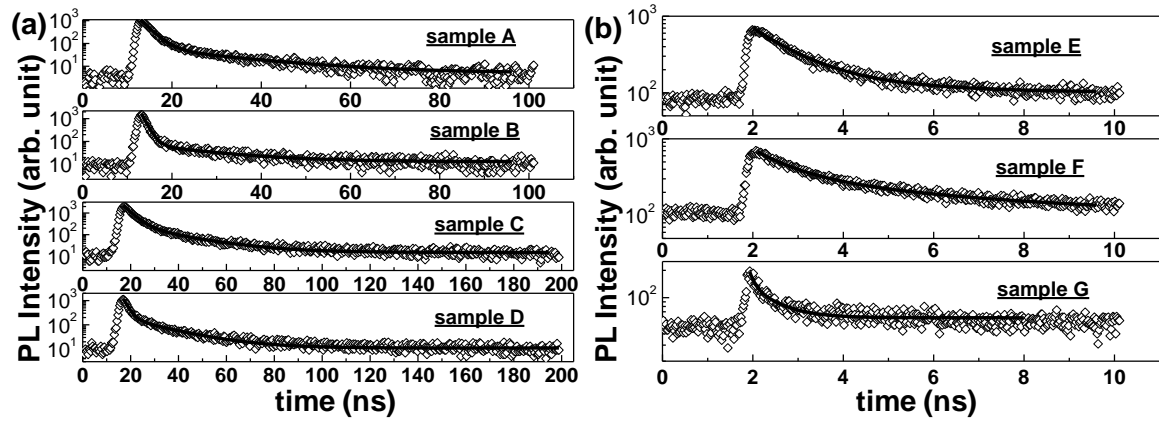 (a)
PL Intensity (arb. unit)
10³
10²
10¹
sample A
0 20 40 60 80 100
10³
10²
10¹
sample B
0 20 40 60 80 100
10³
10²
10¹
sample C
0 20 40 60 80 100 120 140 160 180 200
10³
10²
10¹
sample D
0 20 40 60 80 100 120 140 160 180 200
time (ns)
(b)
PL Intensity (arb. unit)
10³
10²
sample E
0 2 4 6 8 10
10³
10²
sample F
0 2 4 6 8 10
10²
sample G
0 2 4 6 8 10
time (ns)